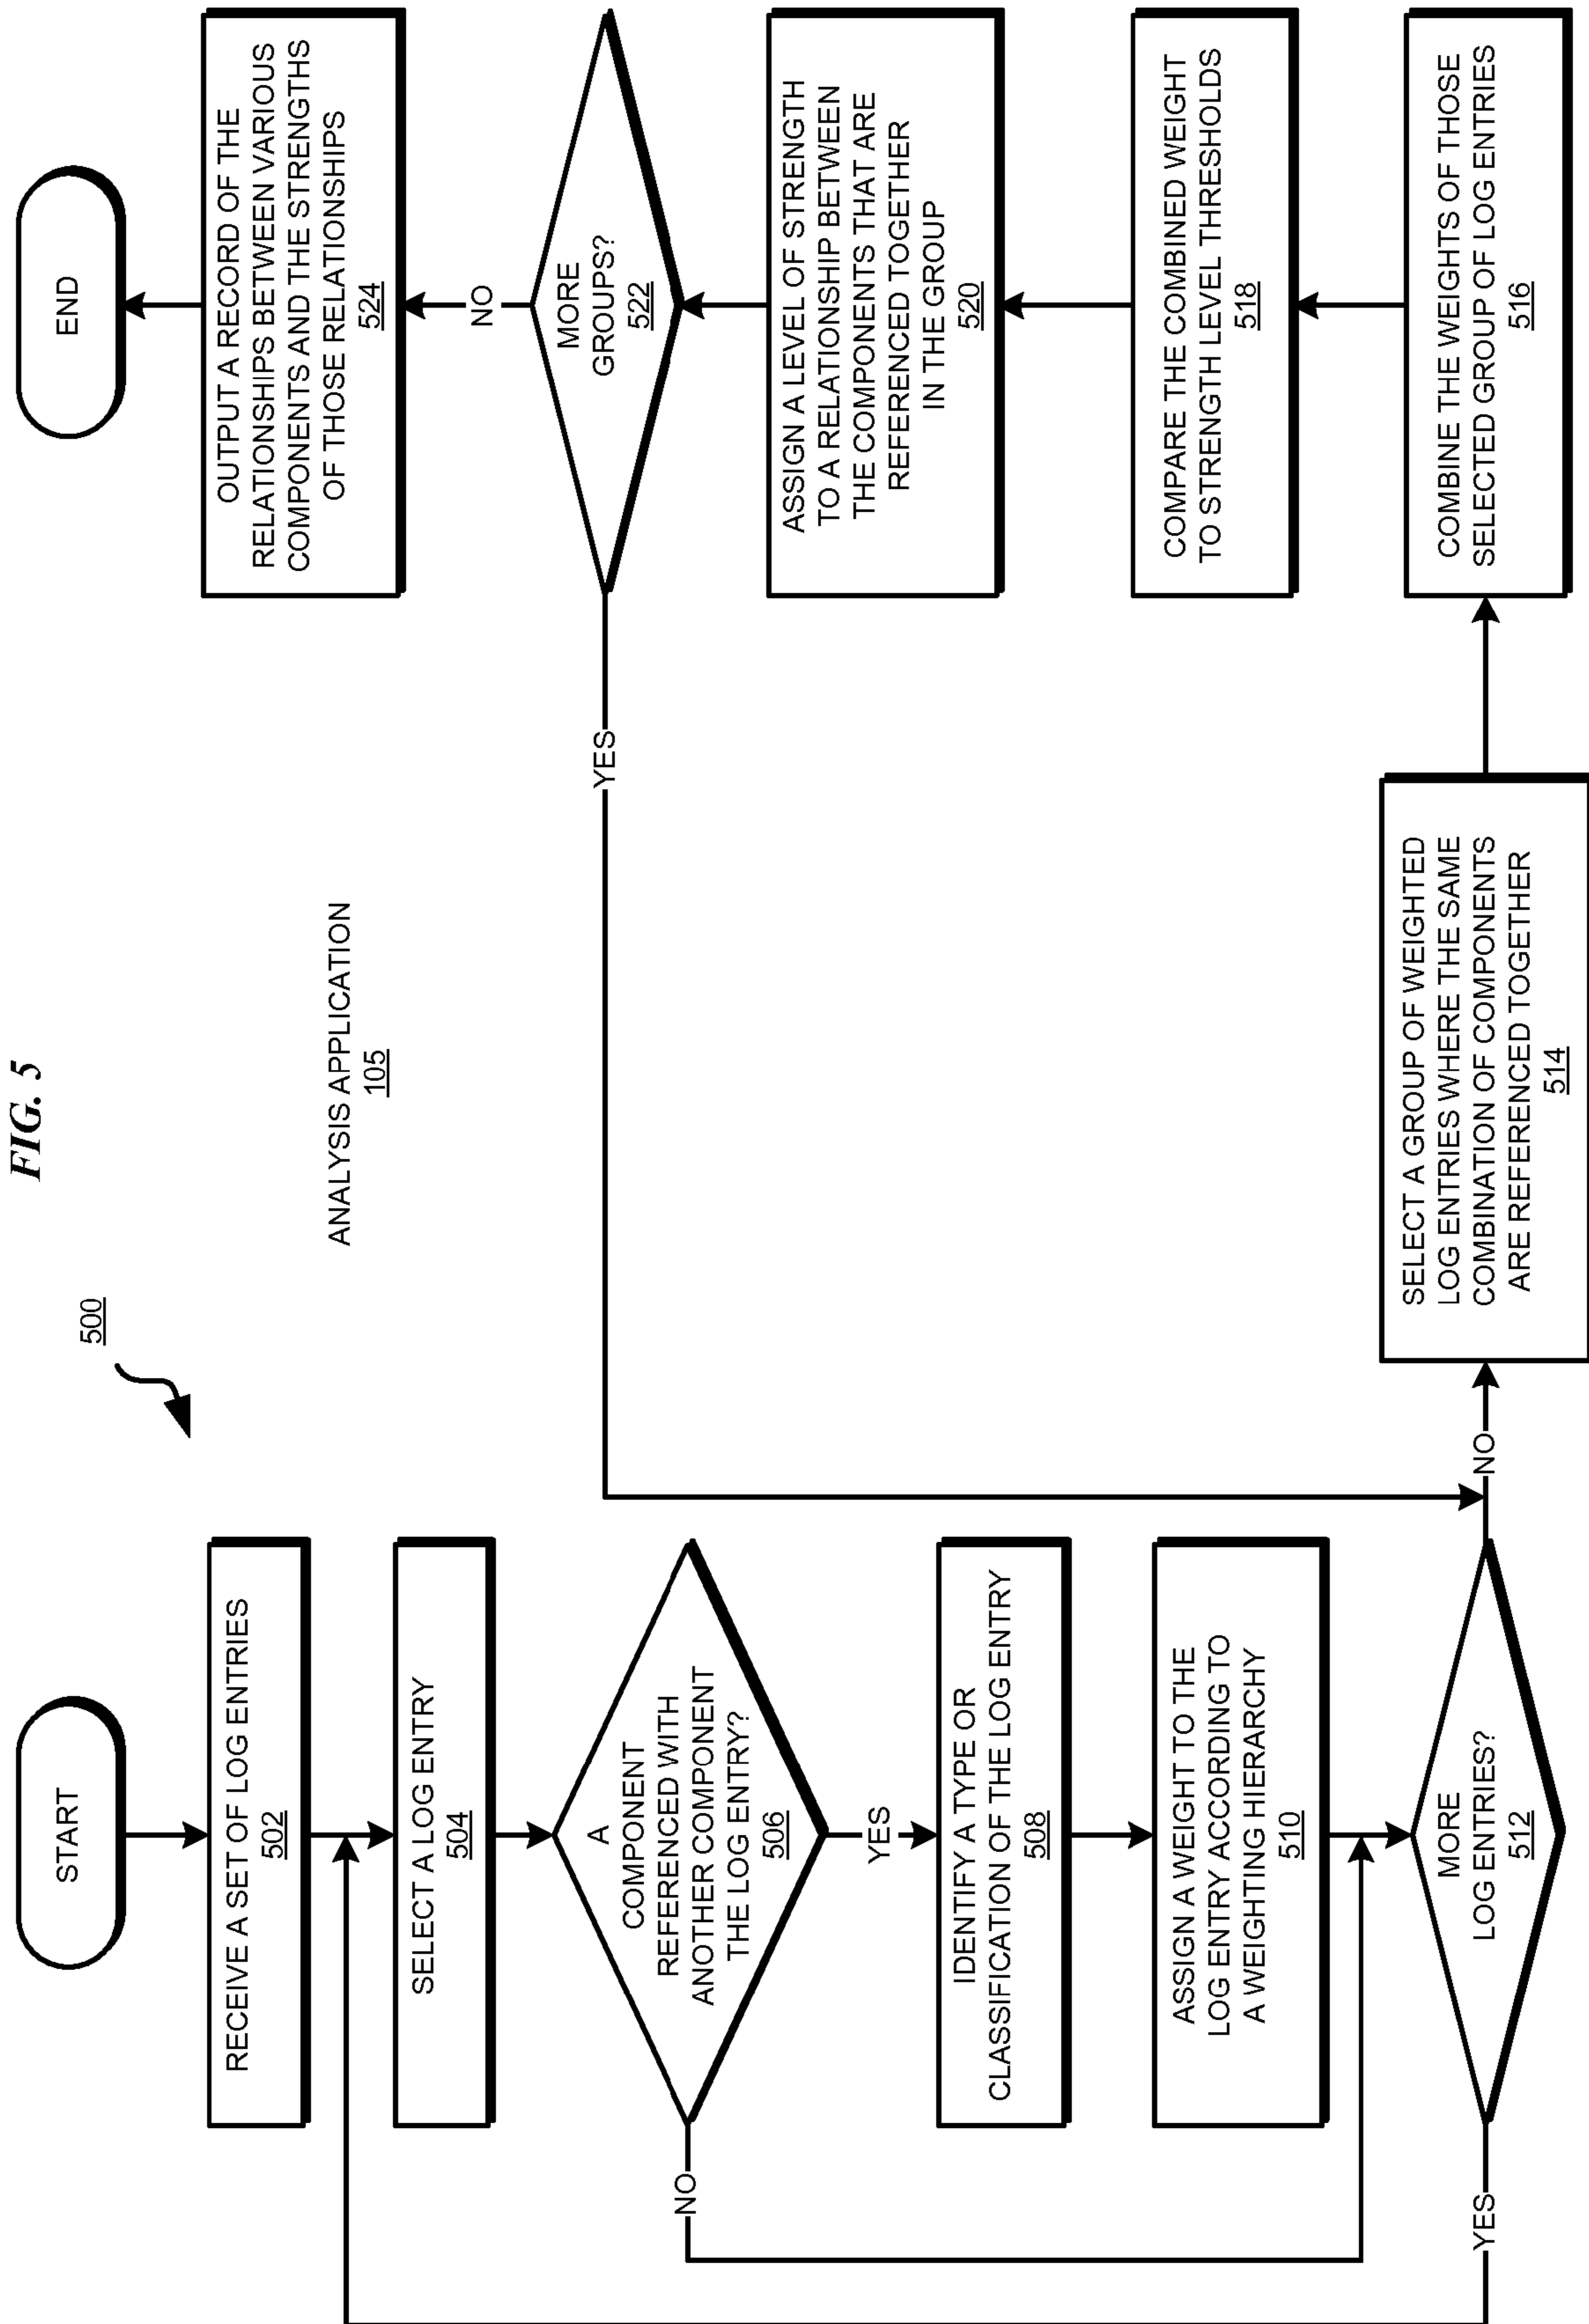 FIG. 5
500
ANALYSIS APPLICATION
105
START
RECEIVE A SET OF LOG ENTRIES
502
SELECT A LOG ENTRY
504
A
COMPONENT
REFERENCED WITH
ANOTHER COMPONENT
THE LOG ENTRY?
506
NO
YES
IDENTIFY A TYPE OR
CLASSIFICATION OF THE LOG ENTRY
508
ASSIGN A WEIGHT TO THE
LOG ENTRY ACCORDING TO
A WEIGHTING HIERARCHY
510
MORE
LOG ENTRIES?
512
YES
NO
SELECT A GROUP OF WEIGHTED
LOG ENTRIES WHERE THE SAME
COMBINATION OF COMPONENTS
ARE REFERENCED TOGETHER
514
COMBINE THE WEIGHTS OF THOSE
SELECTED GROUP OF LOG ENTRIES
516
COMPARE THE COMBINED WEIGHT
TO STRENGTH LEVEL THRESHOLDS
518
ASSIGN A LEVEL OF STRENGTH
TO A RELATIONSHIP BETWEEN
THE COMPONENTS THAT ARE
REFERENCED TOGETHER
IN THE GROUP
520
MORE
GROUPS?
522
YES
NO
OUTPUT A RECORD OF THE
RELATIONSHIPS BETWEEN VARIOUS
COMPONENTS AND THE STRENGTHS
OF THOSE RELATIONSHIPS
524
END